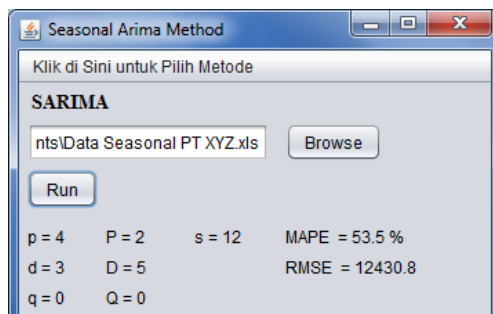 Seasonal Arima Method
Klik di Sini untuk Pilih Metode
SARIMA
nts\Data Seasonal PT XYZ.xls Browse
Run
p = 4 P = 2 s = 12 MAPE = 53.5 %
d = 3 D = 5 RMSE = 12430.8
q = 0 Q = 0